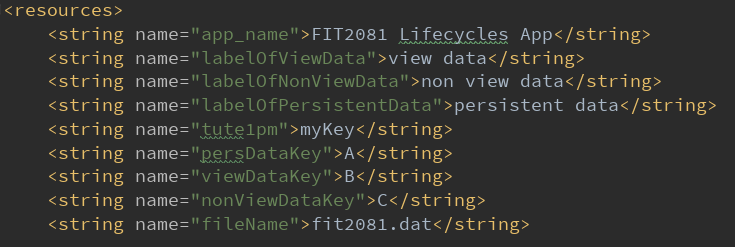 <resources>
<string name="app_name">FIT2081 Lifecycles App</string>
<string name="labelOfViewData">view data</string>
<string name="labelOfNonViewData">non view data</string>
<string name="labelOfPersistentData">persistent data</string>
<string name="tute1pm">myKey</string>
<string name="persDataKey">A</string>
<string name="viewDataKey">B</string>
<string name="nonViewDataKey">C</string>
<string name="fileName">fit2081.dat</string>